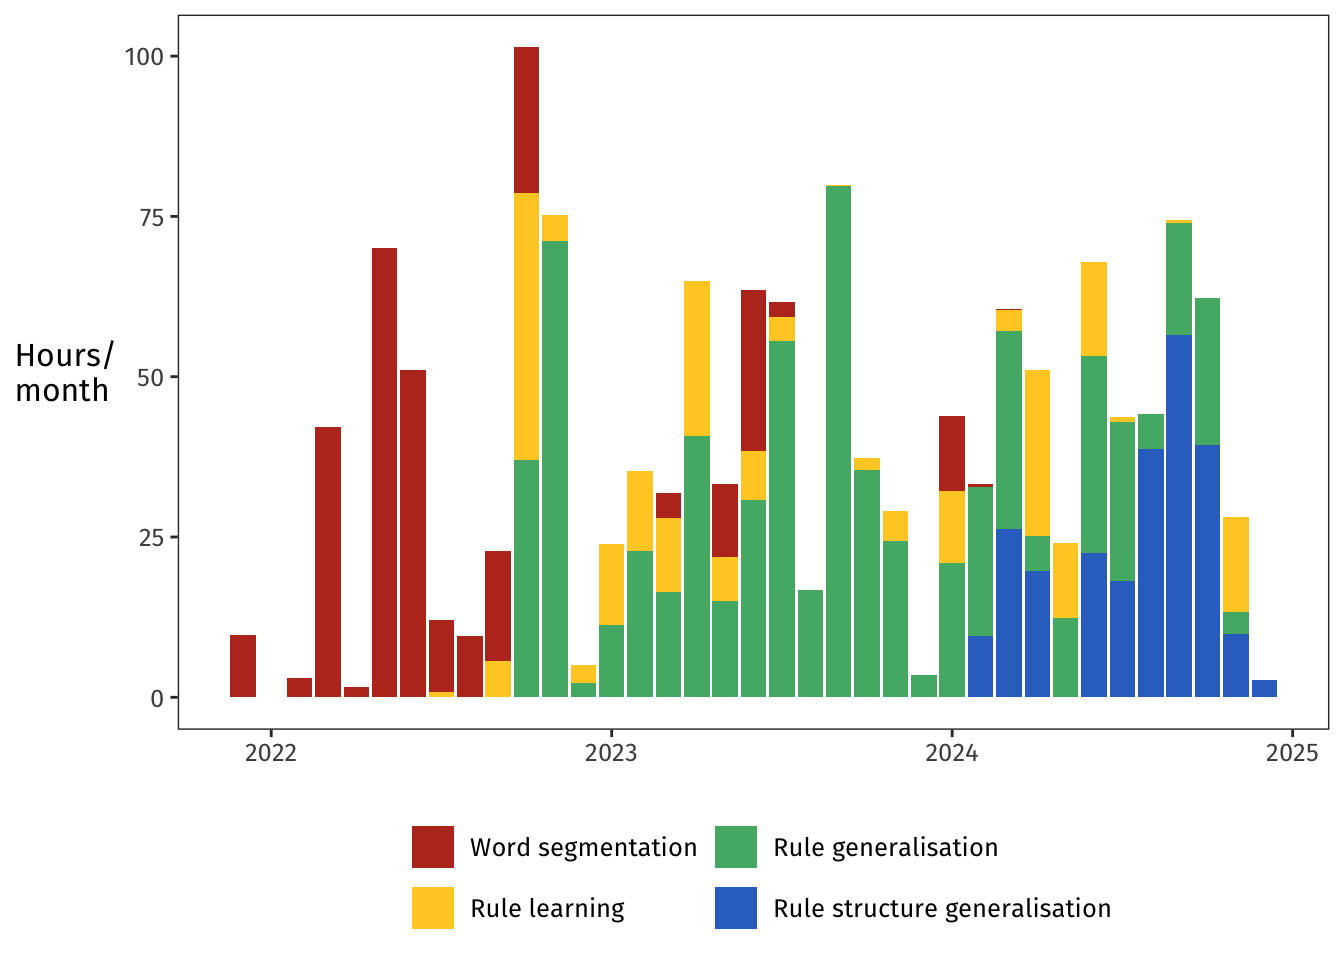 Hours/
month
100
75
50
25
0
2022 2023 2024 2025
Word segmentation Rule generalisation
Rule learning Rule structure generalisation